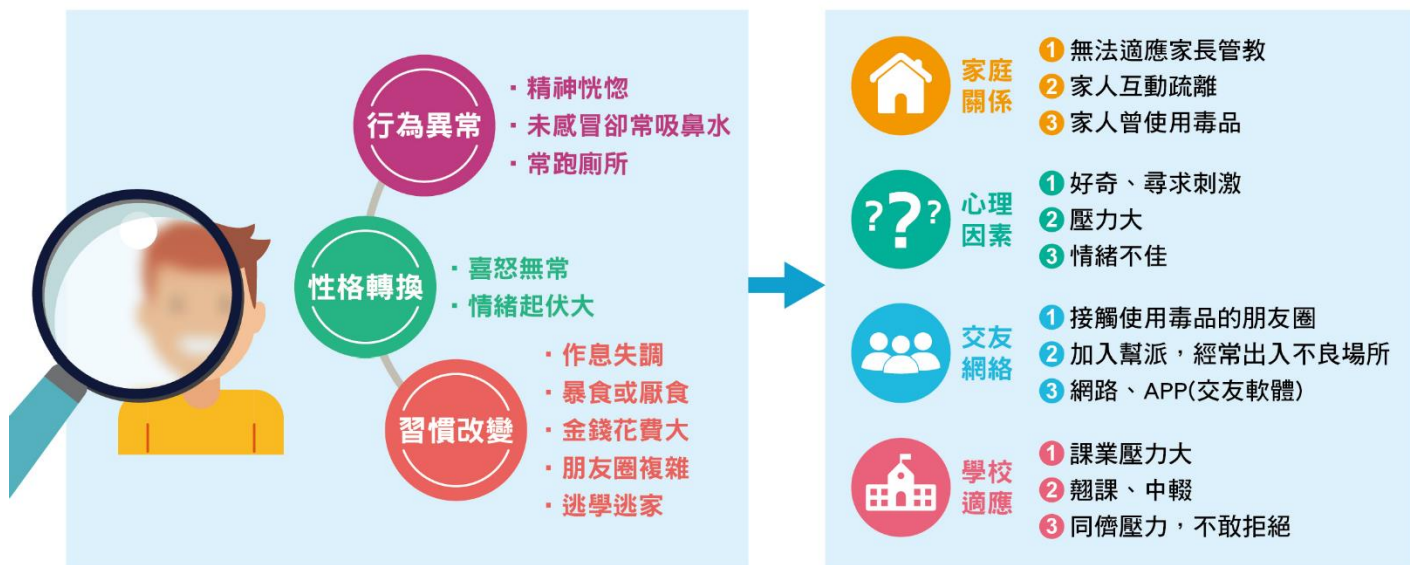 行為異常
▪精神恍惚
▪未感冒卻常吸鼻水
▪常跑廁所
性格轉換
▪喜怒無常
▪情緒起伏大
習慣改變
▪作息失調
▪暴食或厭食
▪金錢花費大
▪朋友圈複雜
▪逃學逃家
家庭
關係
1 無法適應家長管教
2 家人互動疏離
3 家人曾使用毒品
???
心理
因素
1 好奇、尋求刺激
2 壓力大
3 情緒不佳
交友
網絡
1 接觸使用毒品的朋友圈
2 加入幫派，經常出入不良場所
3 網路、APP(交友軟體)
學校
適應
1 課業壓力大
2 翹課、中輟
3 同儕壓力，不敢拒絕